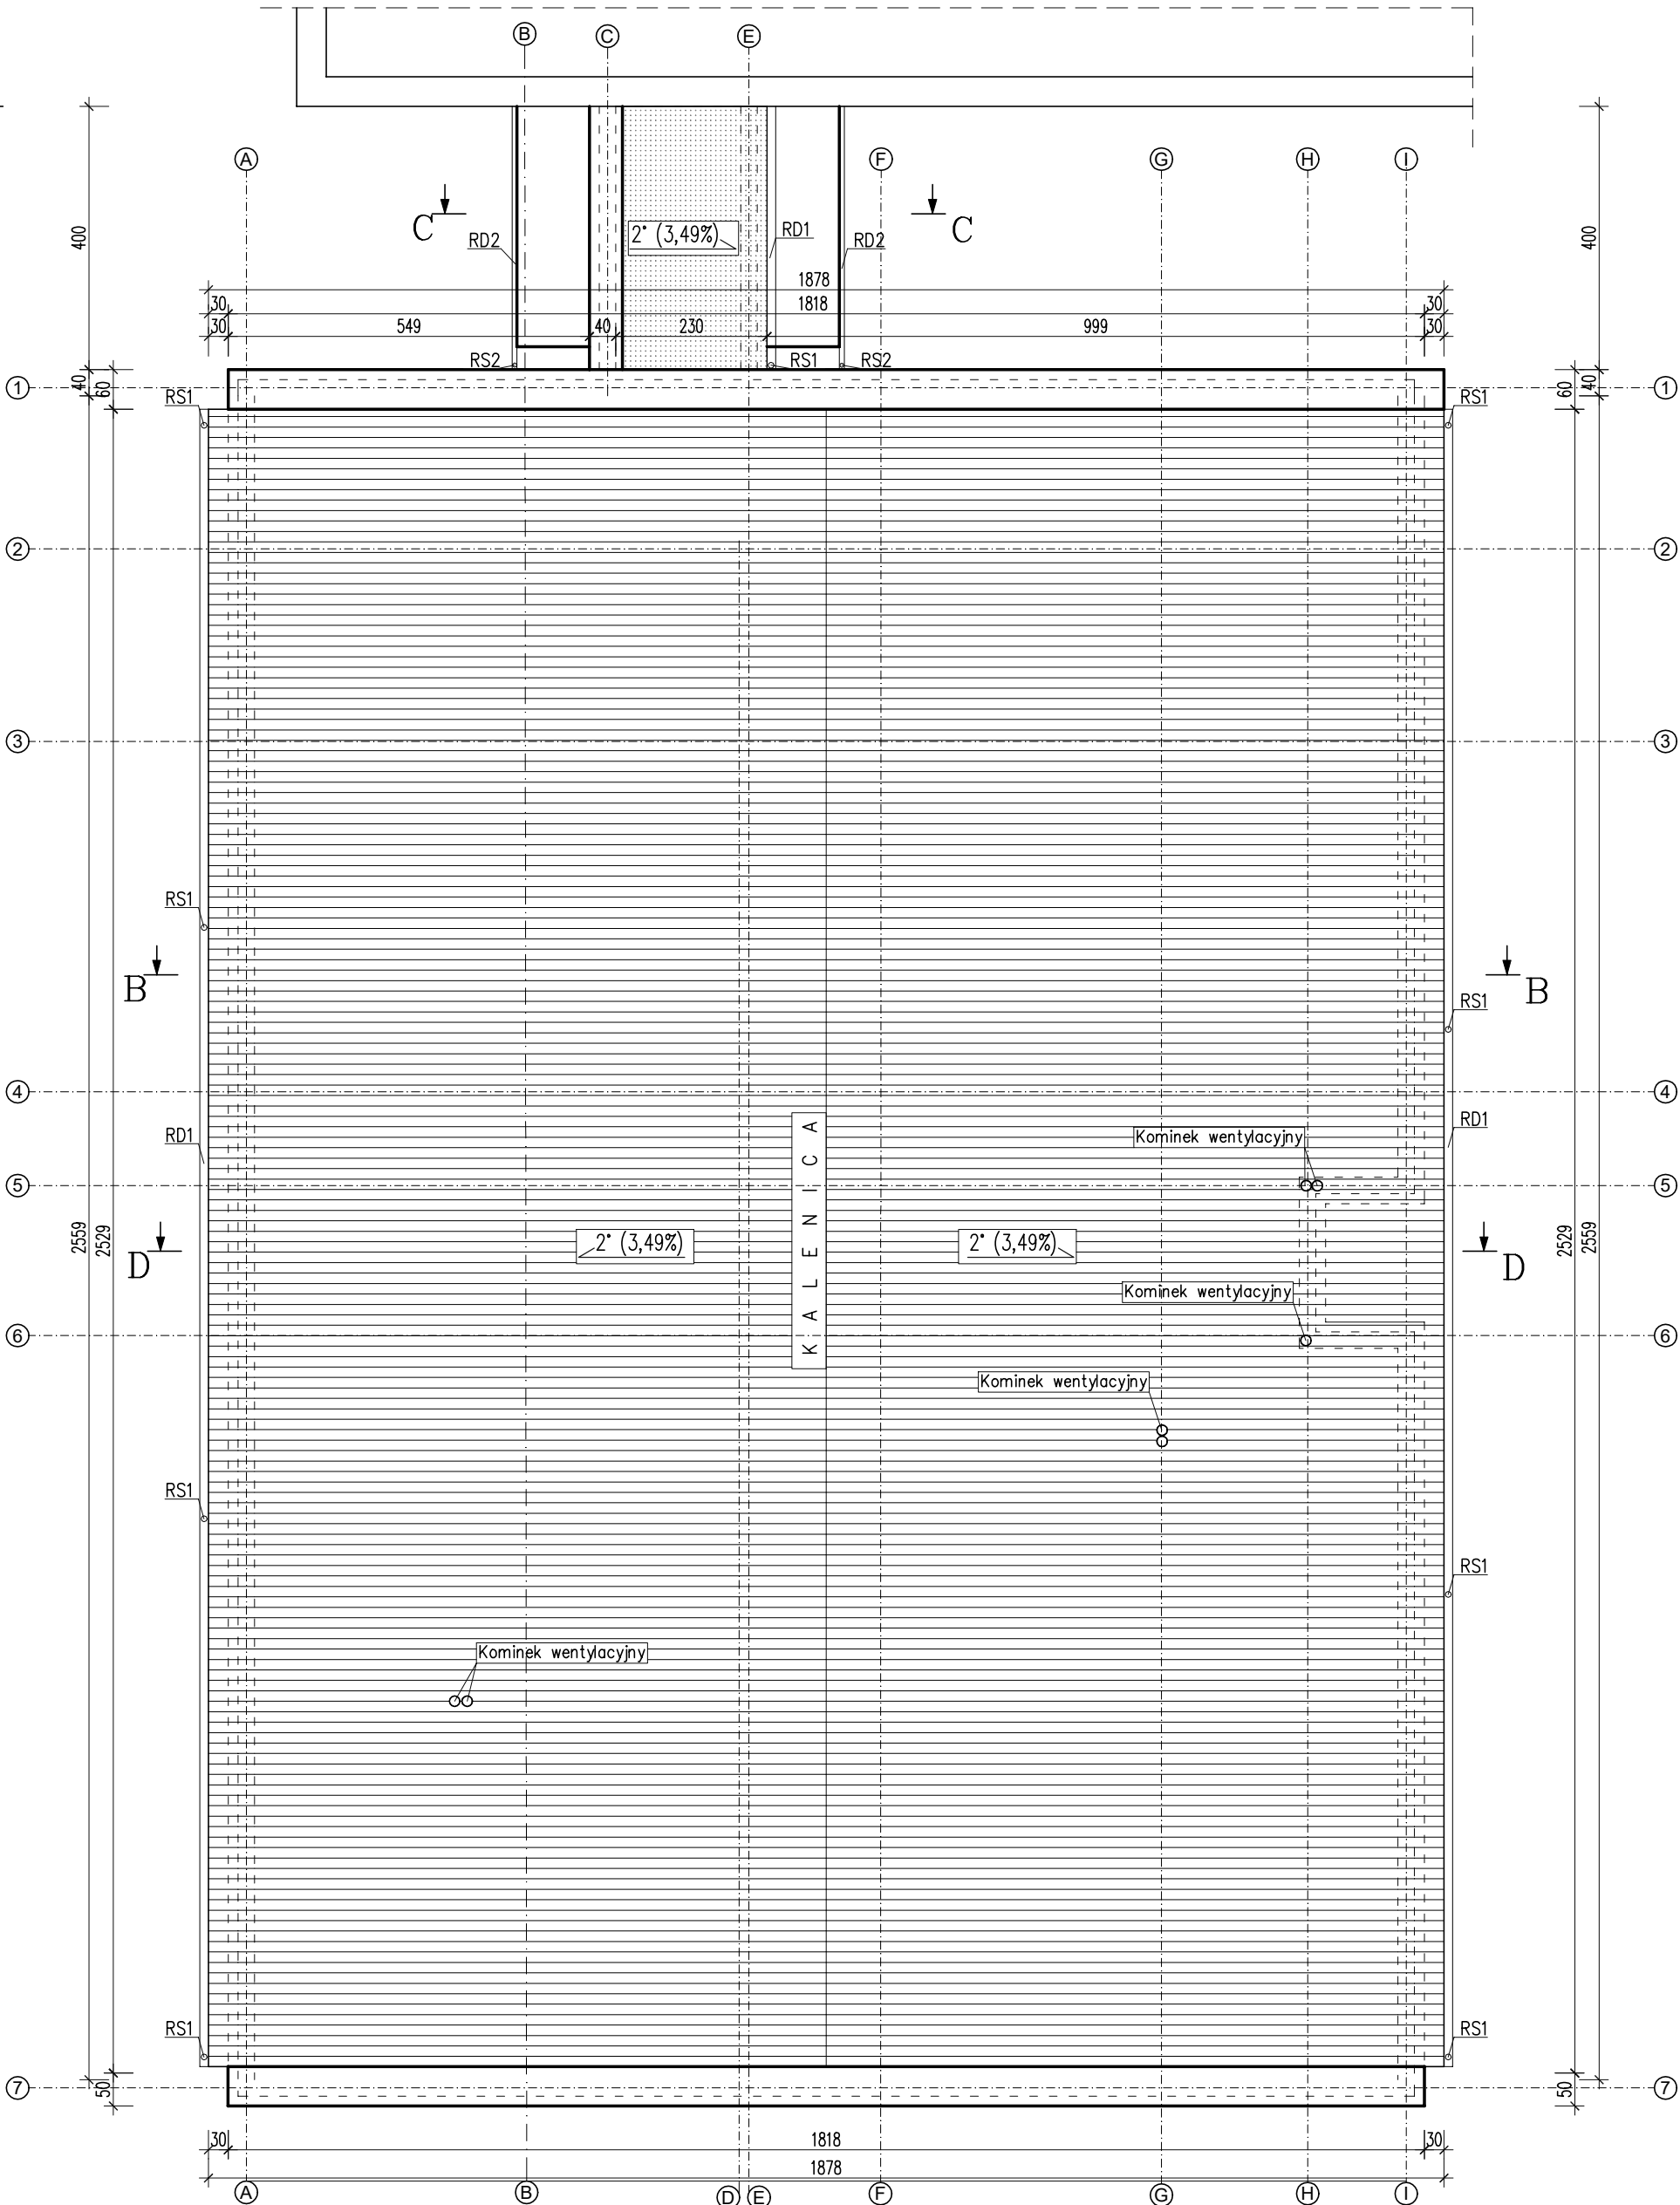 B
C
E
A
F
G
H
I
C
C
400
400
RD2
2° (3,49%)
RD1
RD2
1878
30
1818
30
30
549
40
230
999
30
RS2
RS1
RS2
1
40
60
60
40
1
RS1
RS1
2
2
3
3
RS1
B
B
RS1
4
4
RD1
RD1
KALENICA
Kominek wentylacyjny
5
5
2559
2529
2529
2559
D
2° (3,49%)
2° (3,49%)
D
Kominek wentylacyjny
6
6
Kominek wentylacyjny
RS1
RS1
Kominek wentylacyjny
RS1
RS1
7
50
50
7
30
1818
30
1878
A
B
D
E
F
G
H
I